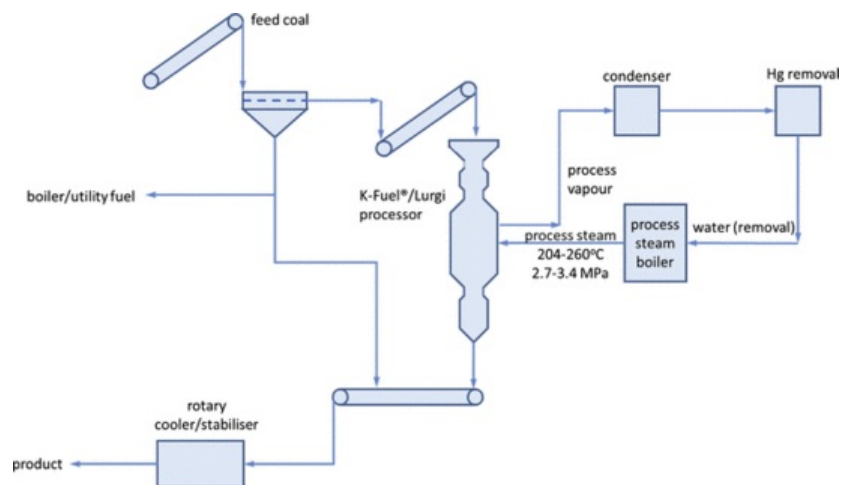 feed coal
condenser
Hg removal
boiler/utility fuel
K-Fuel®/Lurgi
processor
process
vapour
process steam
204-260ºC
2.7-3.4 MPa
process
steam
boiler
water (removal)
rotary
cooler/stabiliser
product